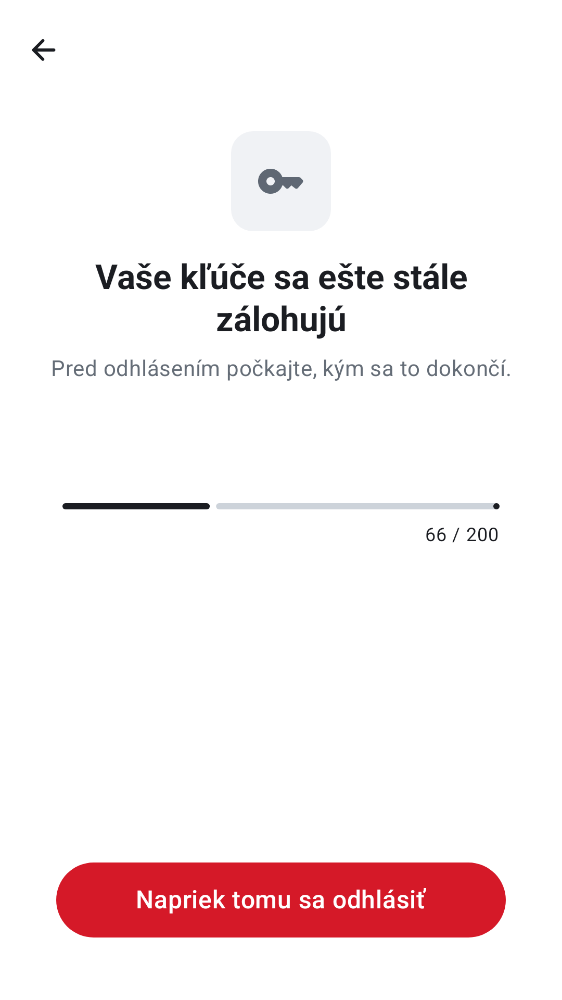 Vaše kľúče sa ešte stále
zálohujú
Pred odhlásením počkajte, kým sa to dokončí.
66 / 200
Napriek tomu sa odhlásiť